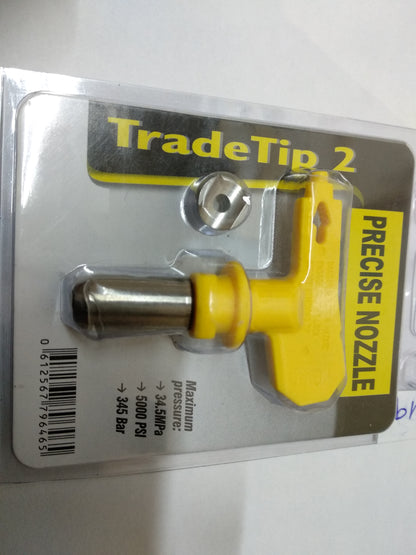 TradeTip 2
PRECISE NOZZLE
Maximum
pressure:
→ 34.5MPa
→ 5000 PSI
→ 345 Bar
0 612567 796465